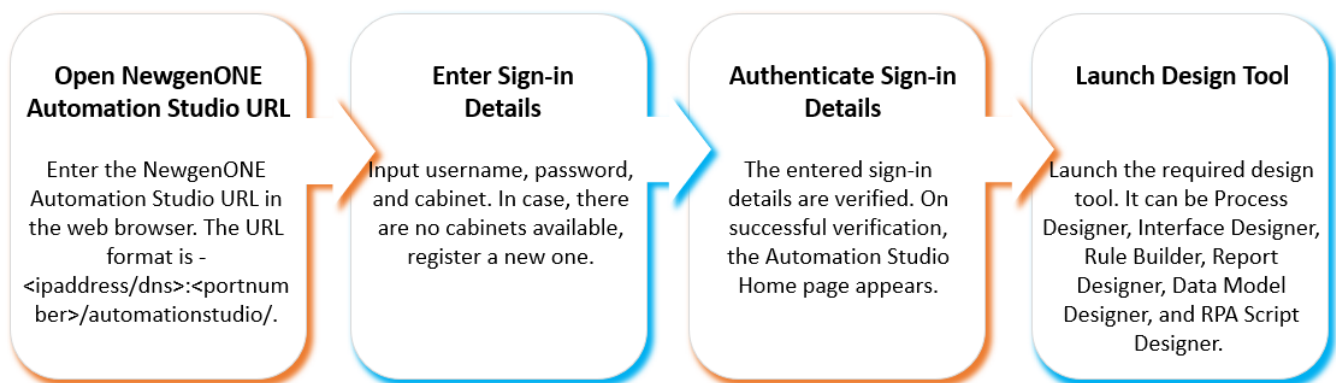 Open NewgenONE
Automation Studio URL
Enter the NewgenONE
Automation Studio URL in
the web browser. The URL
format is -
<ipaddress/dns>:<portnum
ber>/automationstudio/.
Enter Sign-in
Details
Input username, password,
and cabinet. In case, there
are no cabinets available,
register a new one.
Authenticate Sign-in
Details
The entered sign-in
details are verified. On
successful verification,
the Automation Studio
Home page appears.
Launch Design Tool
Launch the required design
tool. It can be Process
Designer, Interface Designer,
Rule Builder, Report
Designer, Data Model
Designer, and RPA Script
Designer.